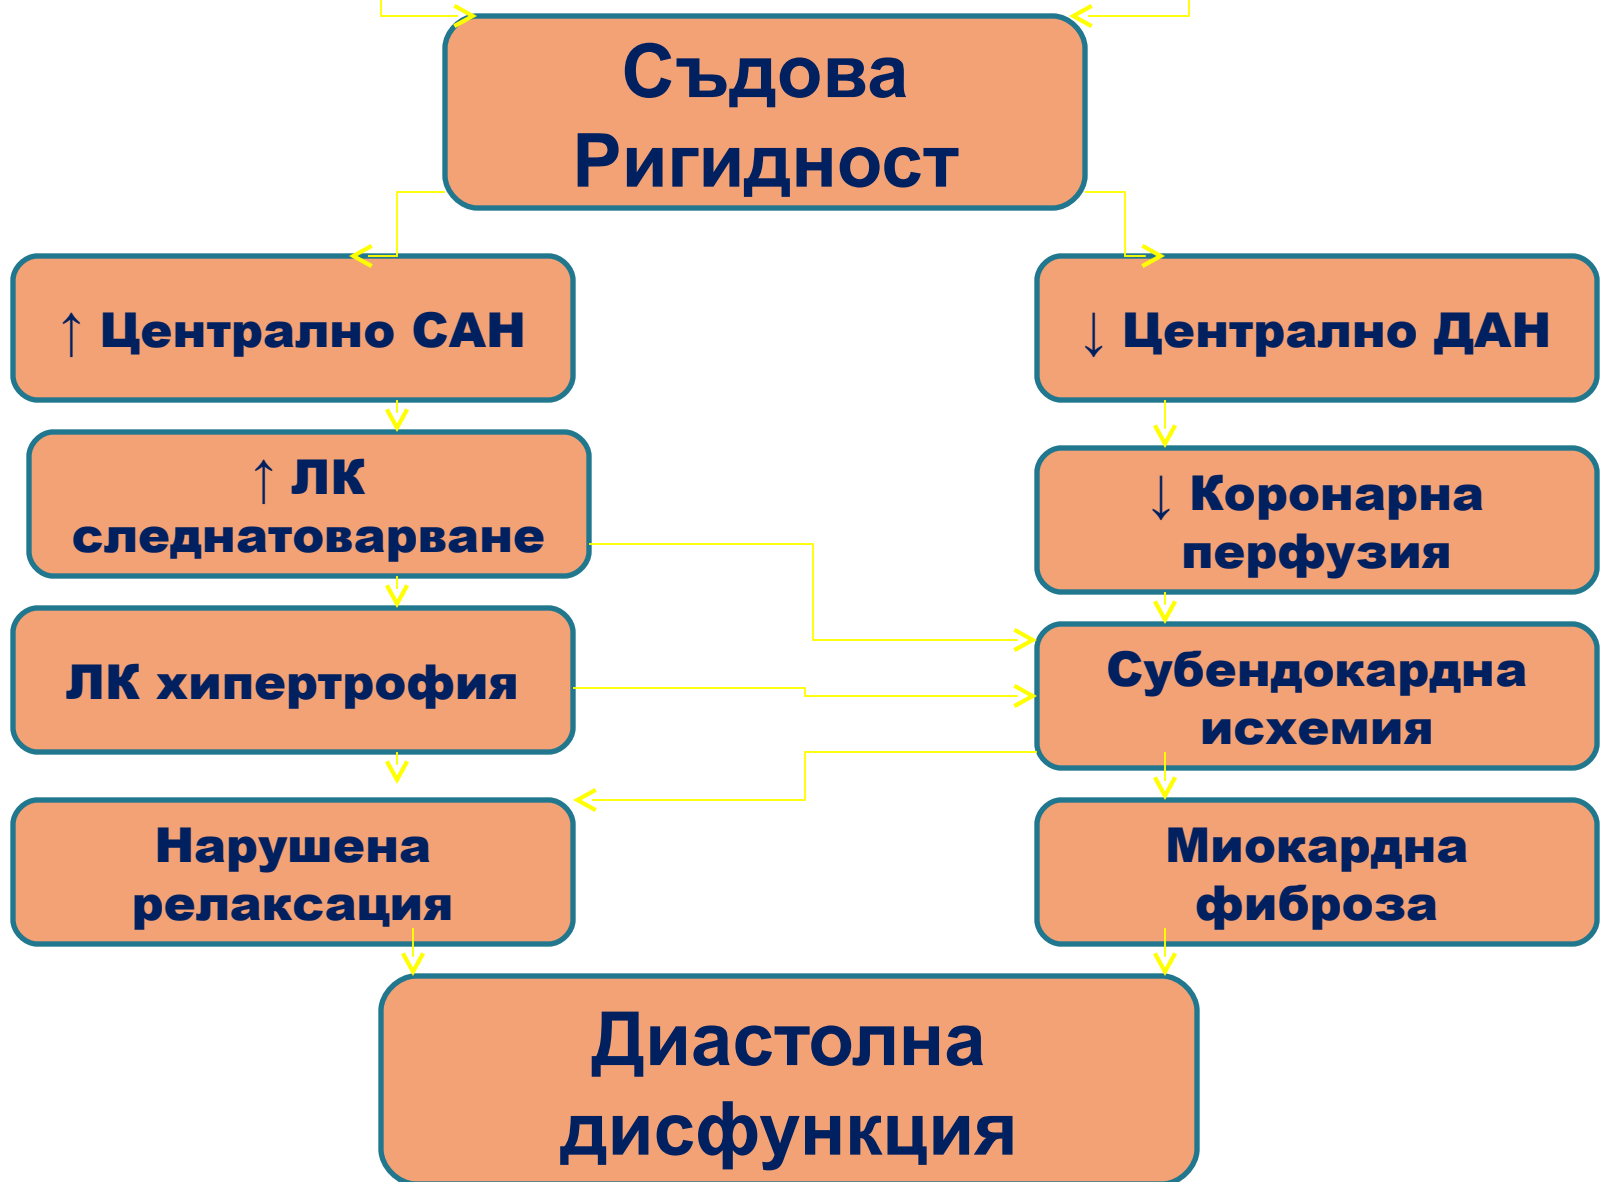 Съдова
Ригидност
↑ Централно САН
↓ Централно ДАН
↑ ЛК
следнатоварване
↓ Коронарна
перфузия
ЛК хипертрофия
Субендокардна
исхемия
Нарушена
релаксация
Миокардна
фиброза
Диастолна
дисфункция